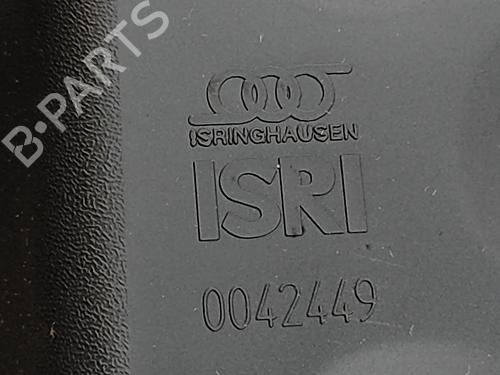 B-PARTS
ISRINGHAUSEN
ISRI
0042449